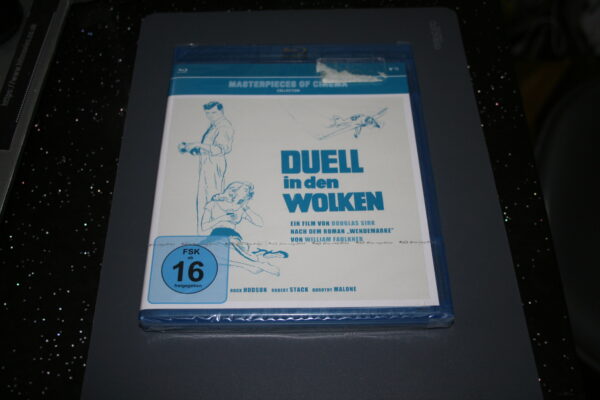 MASTERPIECES OF CINEMA
COLLECTION
DUELL
in den
WOLKEN
EIN FILM VON DOUGLAS SIRK
NACH DEM ROMAN „WENDEMARKE“
VON WILLIAM FAULKNER
FSK
ab
16
freigegeben
ROCK HUDSON ROBERT STACK DOROTHY MALONE